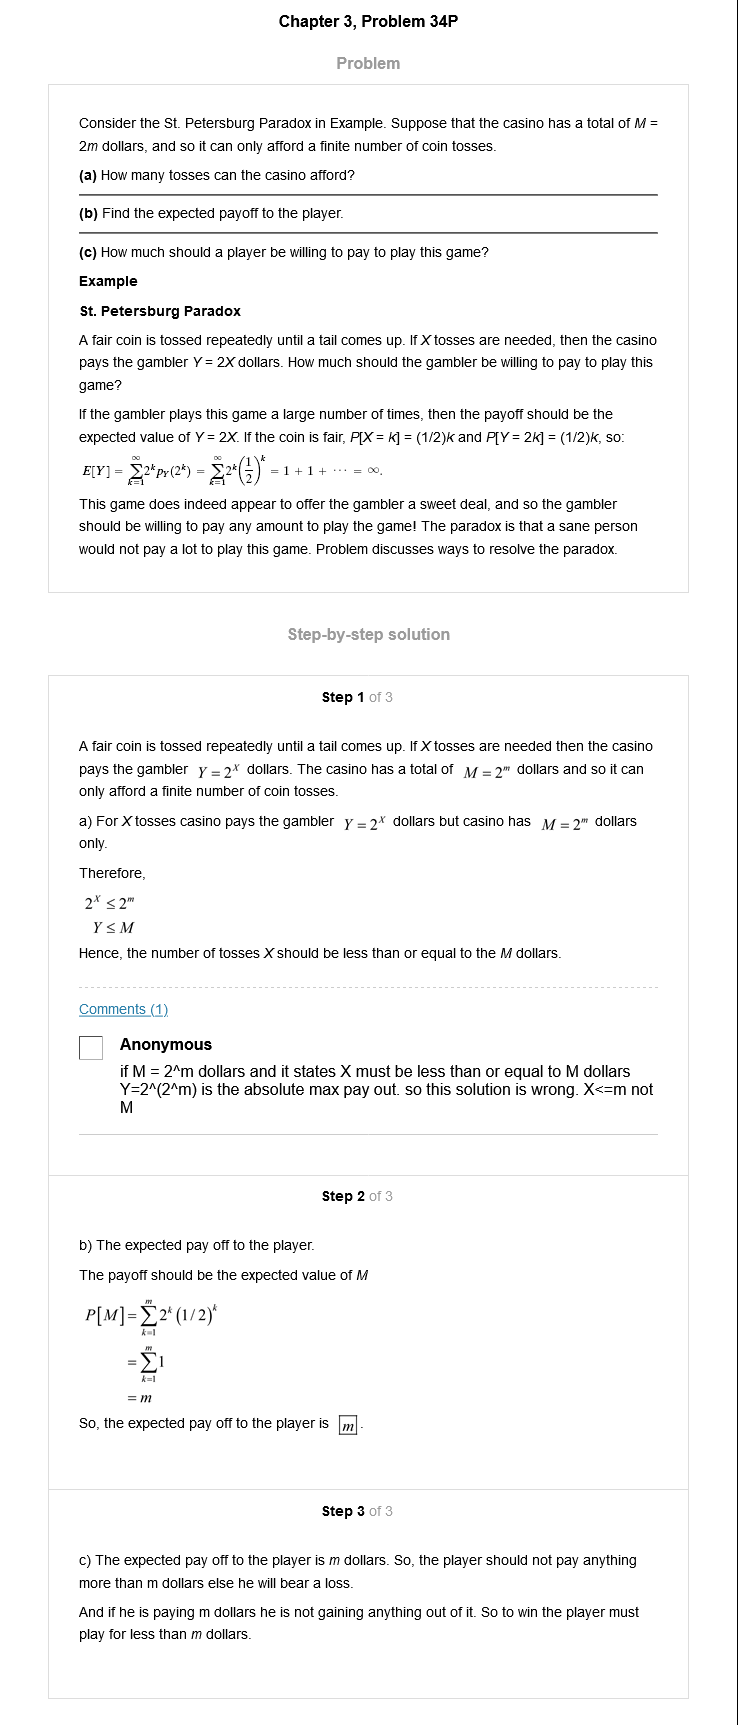 Chapter 3, Problem 34P
Problem
Consider the St. Petersburg Paradox in Example. Suppose that the casino has a total of M =
2m dollars, and so it can only afford a finite number of coin tosses.
(a) How many tosses can the casino afford?
(b) Find the expected payoff to the player.
(c) How much should a player be willing to pay to play this game?
Example
St. Petersburg Paradox
A fair coin is tossed repeatedly until a tail comes up. If X tosses are needed, then the casino
pays the gambler Y = 2X dollars. How much should the gambler be willing to pay to play this
game?
If the gambler plays this game a large number of times, then the payoff should be the
expected value of Y = 2X. If the coin is fair, P[X = k] = (1/2)k and P[Y = 2k] = (1/2)k, so:
E[Y] = ∑_{k=1}^{∞} 2^k p_Y(2^k) = ∑_{k=1}^{∞} 2^k (1/2)^k = 1 + 1 + ⋯ = ∞.
This game does indeed appear to offer the gambler a sweet deal, and so the gambler
should be willing to pay any amount to play the game! The paradox is that a sane person
would not pay a lot to play this game. Problem discusses ways to resolve the paradox.
Step-by-step solution
Step 1 of 3
A fair coin is tossed repeatedly until a tail comes up. If X tosses are needed then the casino
pays the gambler Y = 2^X dollars. The casino has a total of M = 2^m dollars and so it can
only afford a finite number of coin tosses.
a) For X tosses casino pays the gambler Y = 2^X dollars but casino has M = 2^m dollars
only.
Therefore,
2^X ≤ 2^m
Y ≤ M
Hence, the number of tosses X should be less than or equal to the M dollars.
Comments (1)
Anonymous
if M = 2^m dollars and it states X must be less than or equal to M dollars
Y=2^(2^m) is the absolute max pay out. so this solution is wrong. X<=m not
M
Step 2 of 3
b) The expected pay off to the player.
The payoff should be the expected value of M
P[M] = ∑_{k=1}^{m} 2^k (1/2)^k
= ∑_{k=1}^{m} 1
= m
So, the expected pay off to the player is m.
Step 3 of 3
c) The expected pay off to the player is m dollars. So, the player should not pay anything
more than m dollars else he will bear a loss.
And if he is paying m dollars he is not gaining anything out of it. So to win the player must
play for less than m dollars.